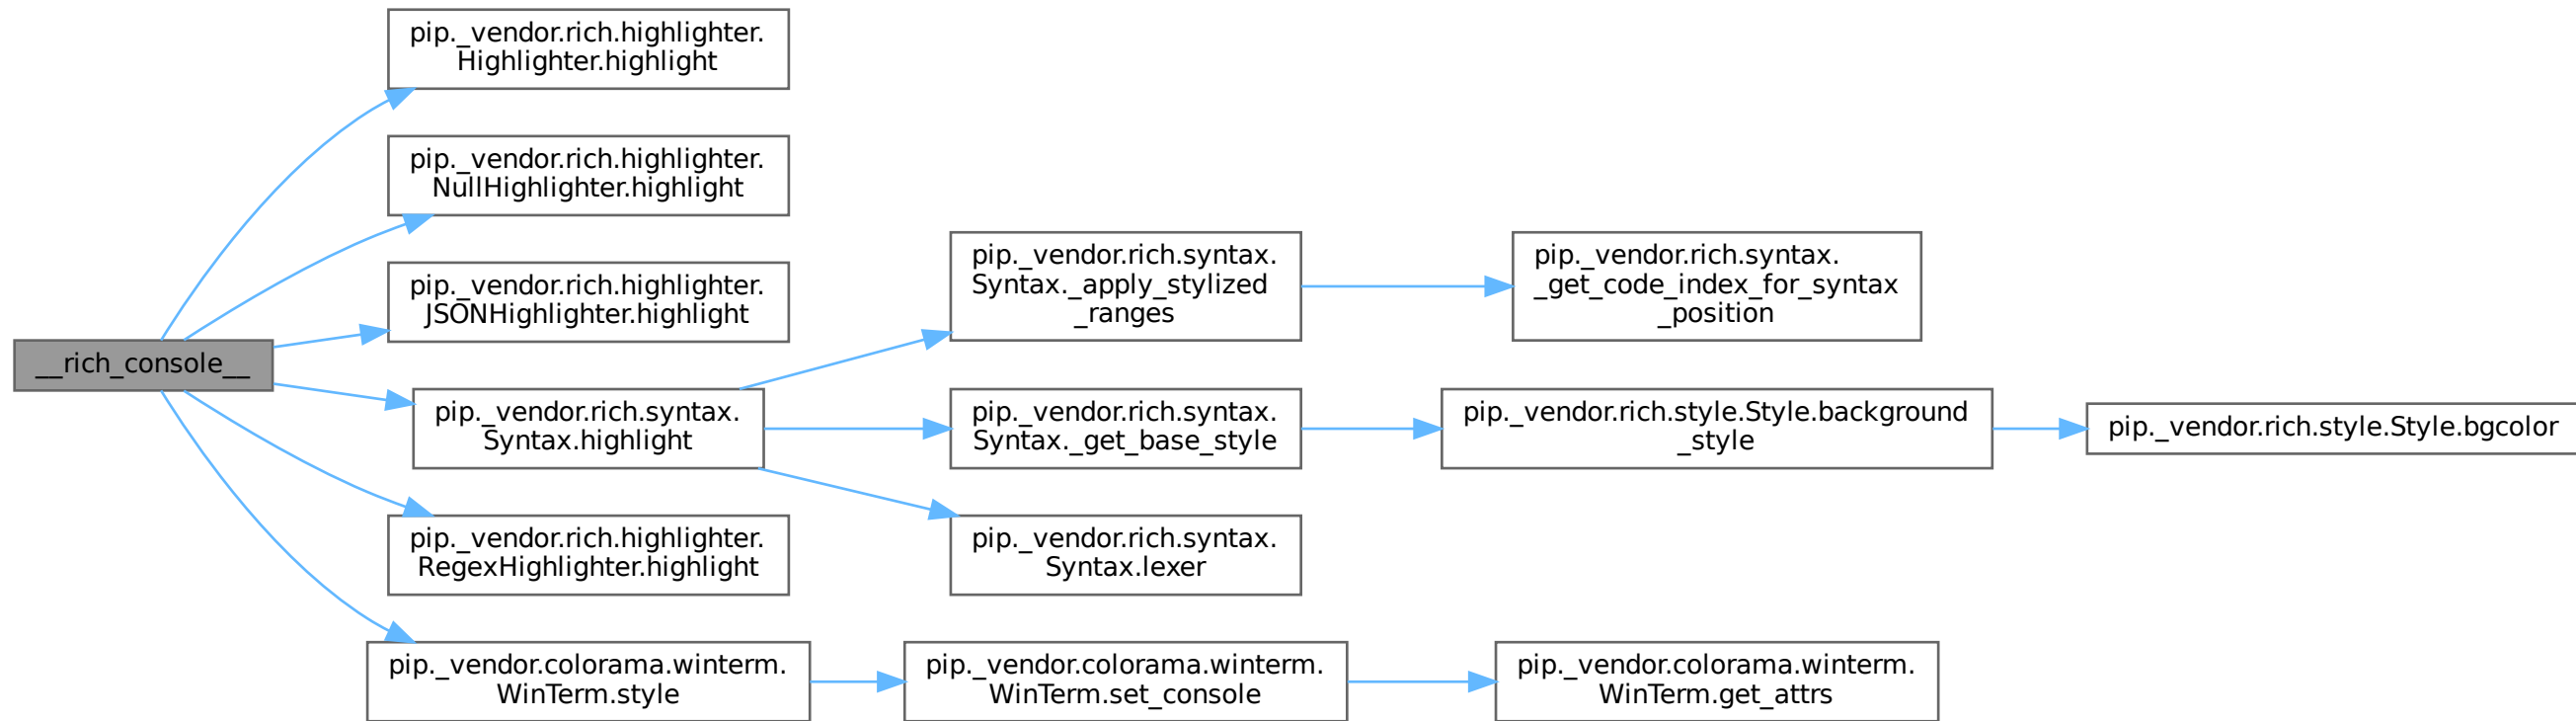 pip._vendor.rich.highlighter.
Highlighter.highlight
pip._vendor.rich.highlighter.
NullHighlighter.highlight
pip._vendor.rich.highlighter.
JSONHighlighter.highlight
__rich_console__
pip._vendor.rich.syntax.
Syntax.highlight
pip._vendor.rich.highlighter.
RegexHighlighter.highlight
pip._vendor.colorama.winterm.
WinTerm.style
pip._vendor.rich.syntax.
Syntax._apply_stylized
_ranges
pip._vendor.rich.syntax.
Syntax._get_base_style
pip._vendor.rich.syntax.
Syntax.lexer
pip._vendor.colorama.winterm.
WinTerm.set_console
pip._vendor.rich.syntax.
_get_code_index_for_syntax
_position
pip._vendor.rich.style.Style.background
_style
pip._vendor.colorama.winterm.
WinTerm.get_attrs
pip._vendor.rich.style.Style.bgcolor